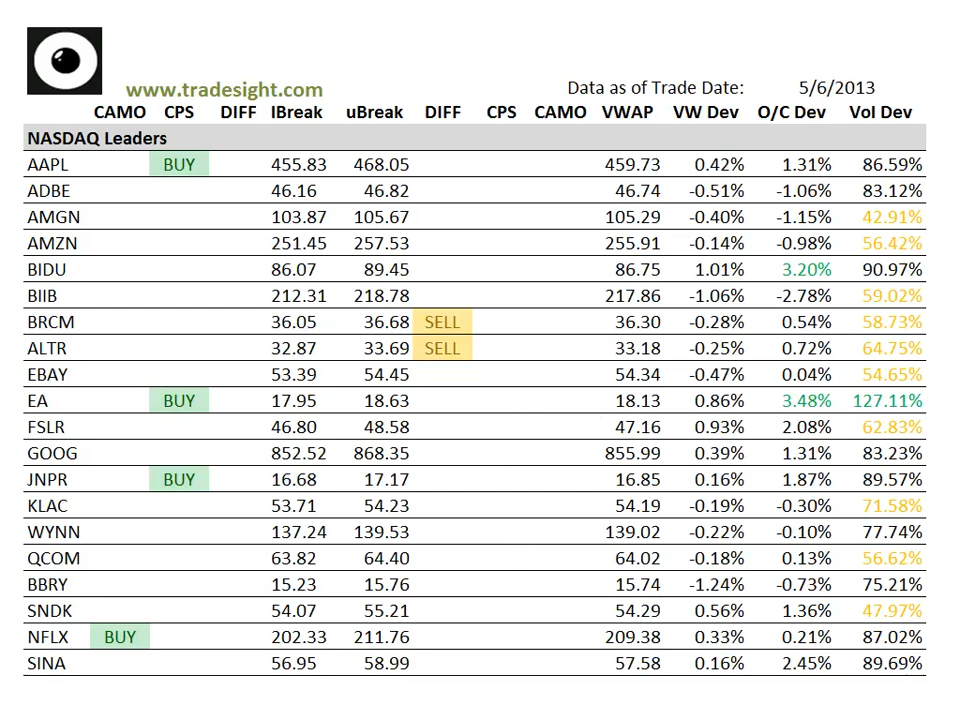 www.tradesight.com Data as of Trade Date: 5/6/2013
CAMO CPS DIFF lBreak uBreak DIFF CPS CAMO VWAP VW Dev O/C Dev Vol Dev
NASDAQ Leaders
AAPL BUY 455.83 468.05 459.73 0.42% 1.31% 86.59%
ADBE 46.16 46.82 46.74 -0.51% -1.06% 83.12%
AMGN 103.87 105.67 105.29 -0.40% -1.15% 42.91%
AMZN 251.45 257.53 255.91 -0.14% -0.98% 56.42%
BIDU 86.07 89.45 86.75 1.01% 3.20% 90.97%
BIIB 212.31 218.78 217.86 -1.06% -2.78% 59.02%
BRCM 36.05 36.68 SELL 36.30 -0.28% 0.54% 58.73%
ALTR 32.87 33.69 SELL 33.18 -0.25% 0.72% 64.75%
EBAY 53.39 54.45 54.34 -0.47% 0.04% 54.65%
EA BUY 17.95 18.63 18.13 0.86% 3.48% 127.11%
FSLR 46.80 48.58 47.16 0.93% 2.08% 62.83%
GOOG 852.52 868.35 855.99 0.39% 1.31% 83.23%
JNPR BUY 16.68 17.17 16.85 0.16% 1.87% 89.57%
KLAC 53.71 54.23 54.19 -0.19% -0.30% 71.58%
WYNN 137.24 139.53 139.02 -0.22% -0.10% 77.74%
QCOM 63.82 64.40 64.02 -0.18% 0.13% 56.62%
BBRY 15.23 15.76 15.74 -1.24% -0.73% 75.21%
SNDK 54.07 55.21 54.29 0.56% 1.36% 47.97%
NFLX BUY 202.33 211.76 209.38 0.33% 0.21% 87.02%
SINA 56.95 58.99 57.58 0.16% 2.45% 89.69%